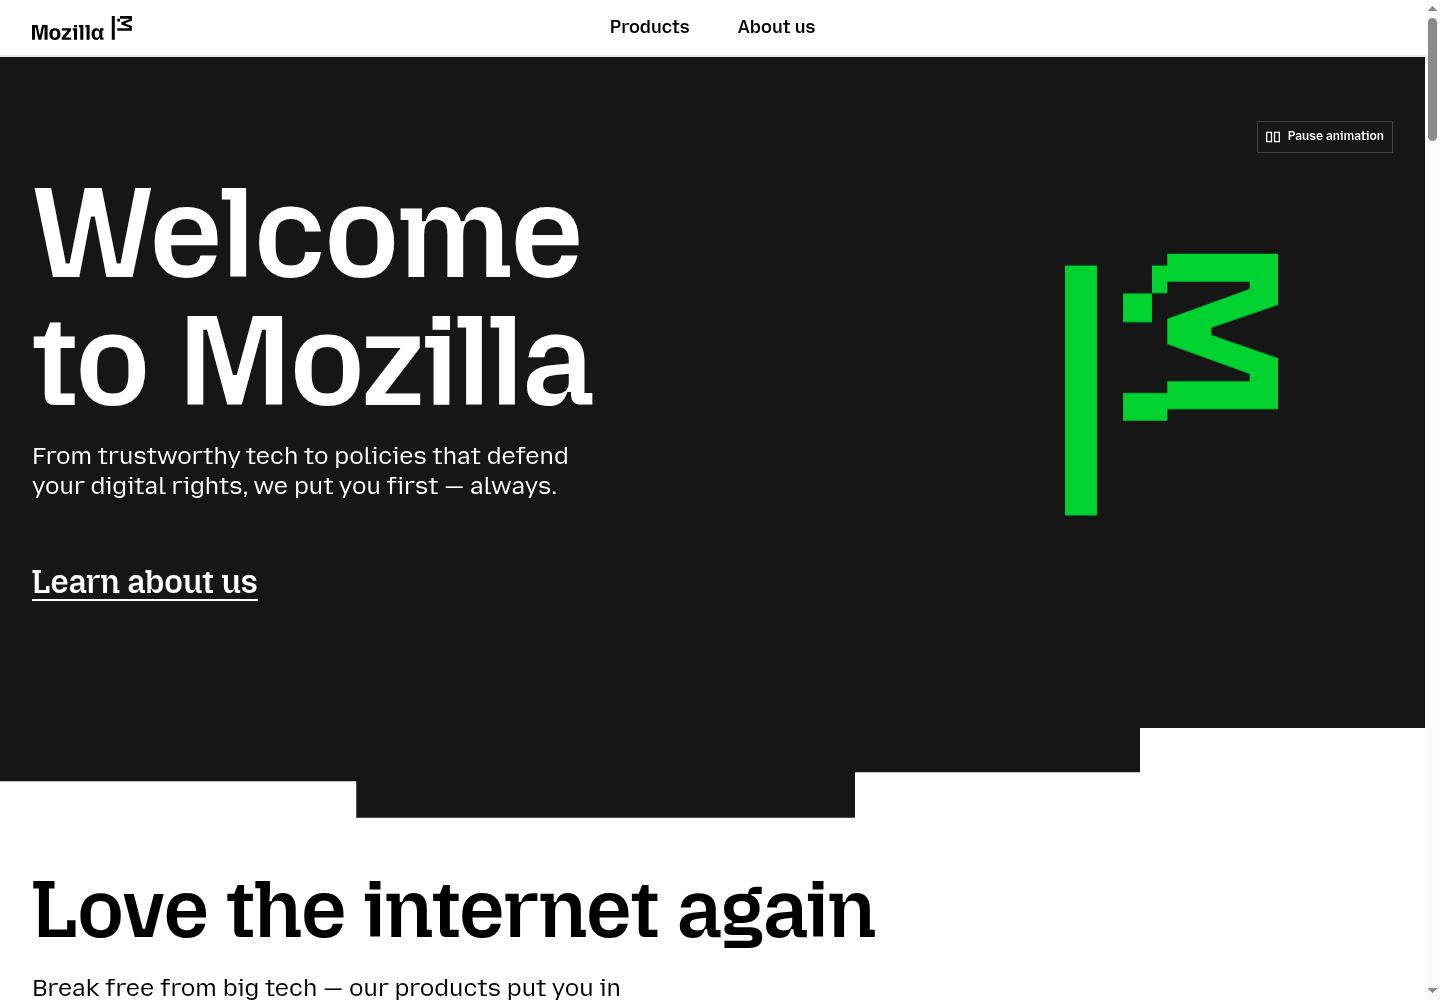 Mozilla
Products
About us
Pause animation
Welcome
to Mozilla
From trustworthy tech to policies that defend
your digital rights, we put you first — always.
Learn about us
Love the internet again
Break free from big tech — our products put you in